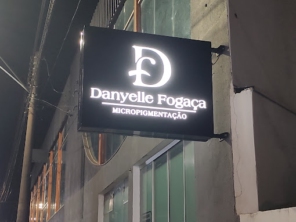 DF
Danyelle Fogaça
MICROPIGMENTAÇÃO